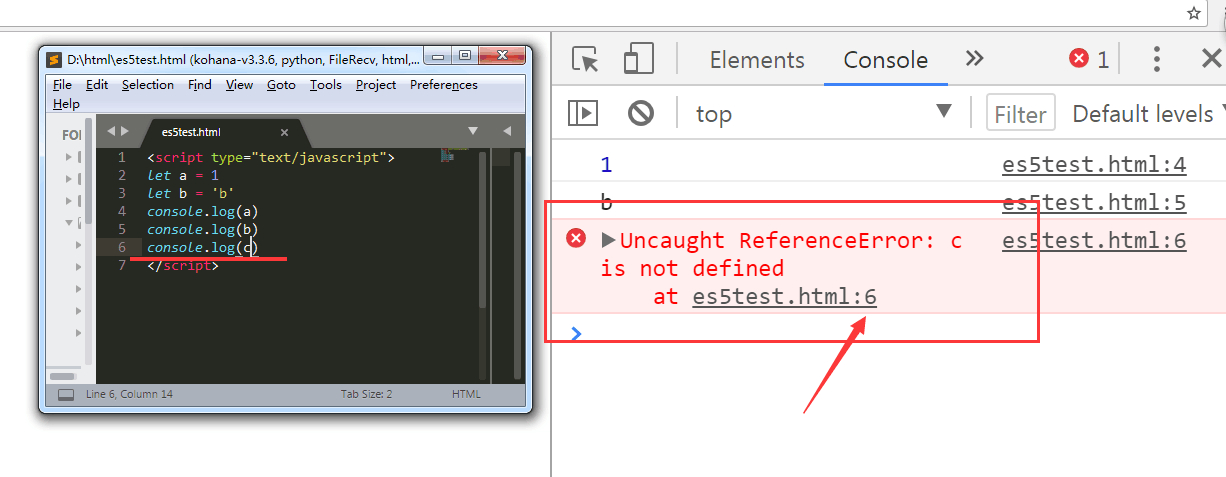 D:\html\es5test.html (kohana-v3.3.6, python, FileRecv, html,...
File Edit Selection Find View Goto Tools Project Preferences
Help
FOL
es5test.html
1 <script type="text/javascript">
2 let a = 1
3 let b = 'b'
4 console.log(a)
5 console.log(b)
6 console.log(c)
7 </script>
Line 6, Column 14 Tab Size: 2 HTML
Elements Console 1
top Filter Default levels
1 es5test.html:4
b es5test.html:5
Uncaught ReferenceError: c es5test.html:6
is not defined
at es5test.html:6